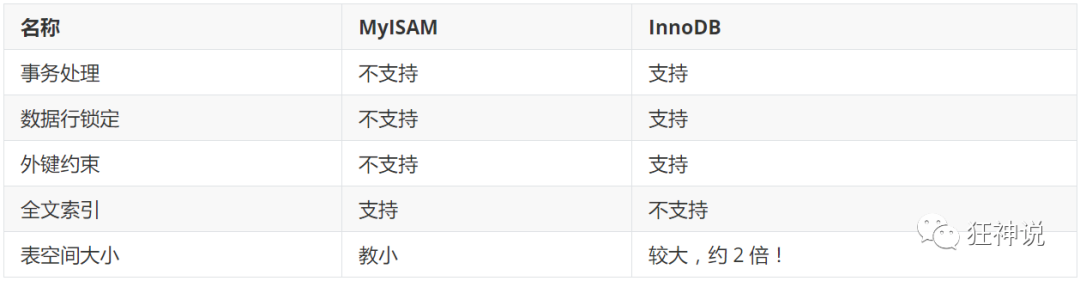 名称 MyISAM InnoDB
事务处理 不支持 支持
数据行锁定 不支持 支持
外键约束 不支持 支持
全文索引 支持 不支持
表空间大小 教小 较大，约 2 倍！
狂神说